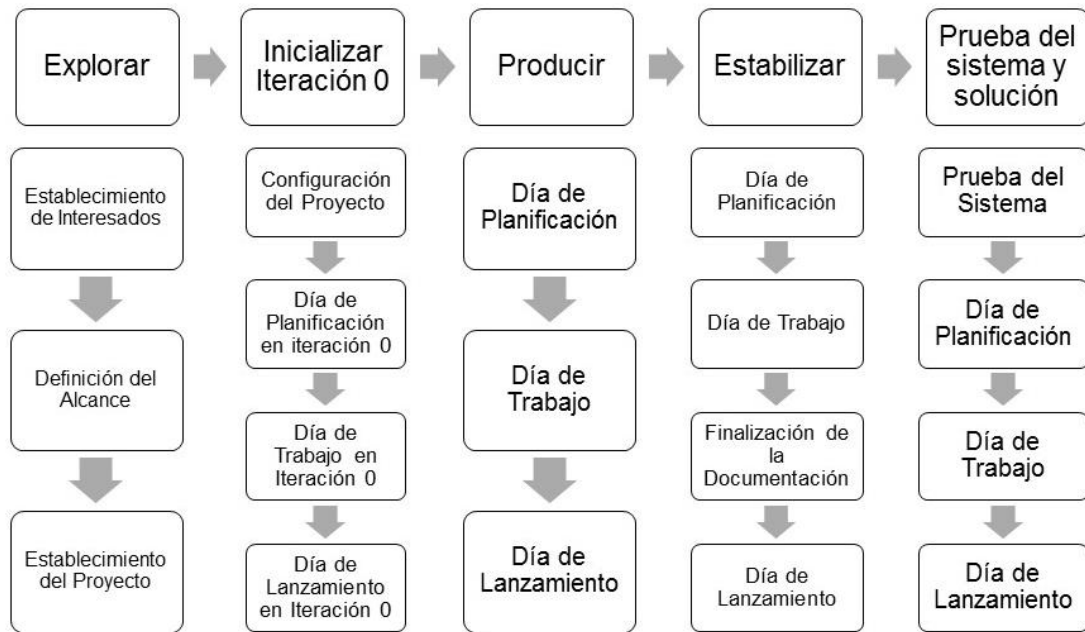 Explorar
Inicializar
Iteración 0
Producir
Estabilizar
Prueba del
sistema y
solución
Establecimiento
de Interesados
Definición del
Alcance
Establecimiento
del Proyecto
Configuración
del Proyecto
Día de
Planificación
en iteración 0
Día de
Trabajo en
Iteración 0
Día de
Lanzamiento
en Iteración 0
Día de
Planificación
Día de
Trabajo
Día de
Lanzamiento
Día de
Planificación
Día de Trabajo
Finalización de
la
Documentación
Día de
Lanzamiento
Prueba del
Sistema
Día de
Planificación
Día de
Trabajo
Día de
Lanzamiento